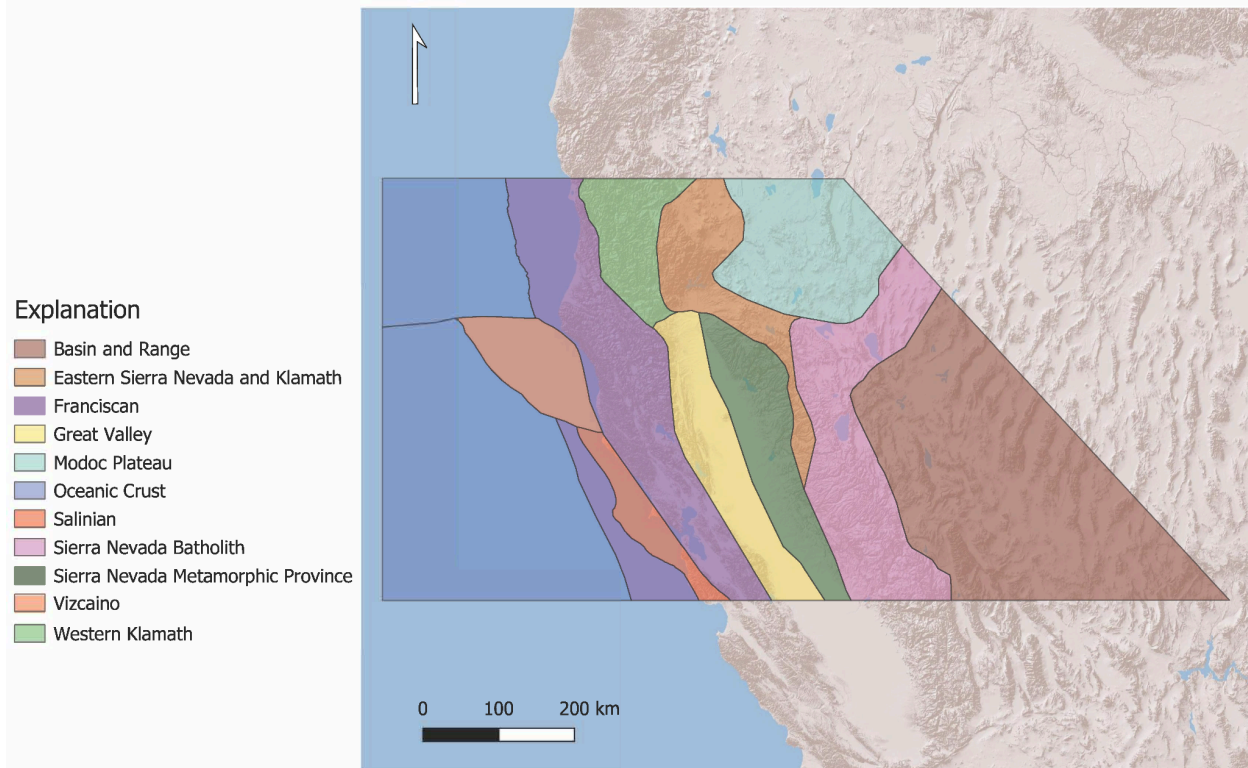 Explanation
Basin and Range
Eastern Sierra Nevada and Klamath
Franciscan
Great Valley
Modoc Plateau
Oceanic Crust
Salinian
Sierra Nevada Batholith
Sierra Nevada Metamorphic Province
Vizcaino
Western Klamath
0 100 200 km